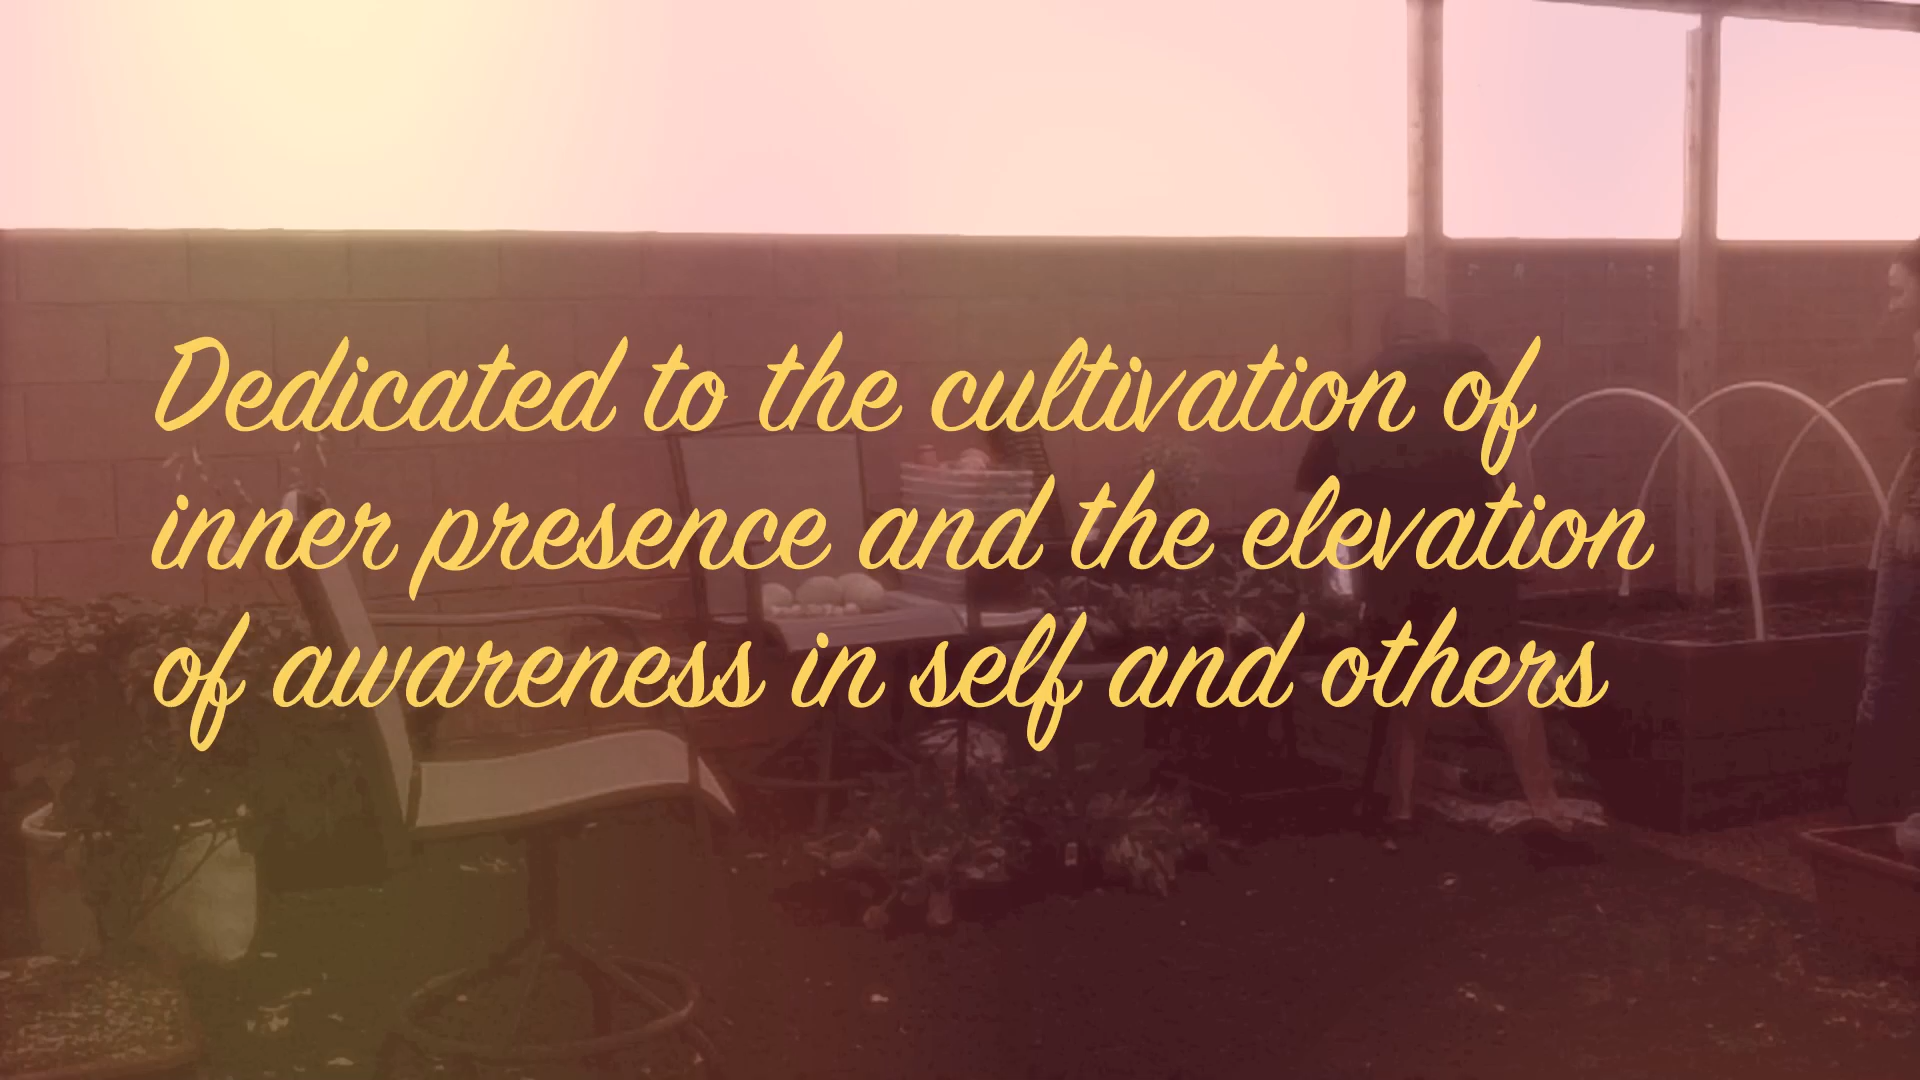 Dedicated to the cultivation of
inner presence and the elevation
of awareness in self and others